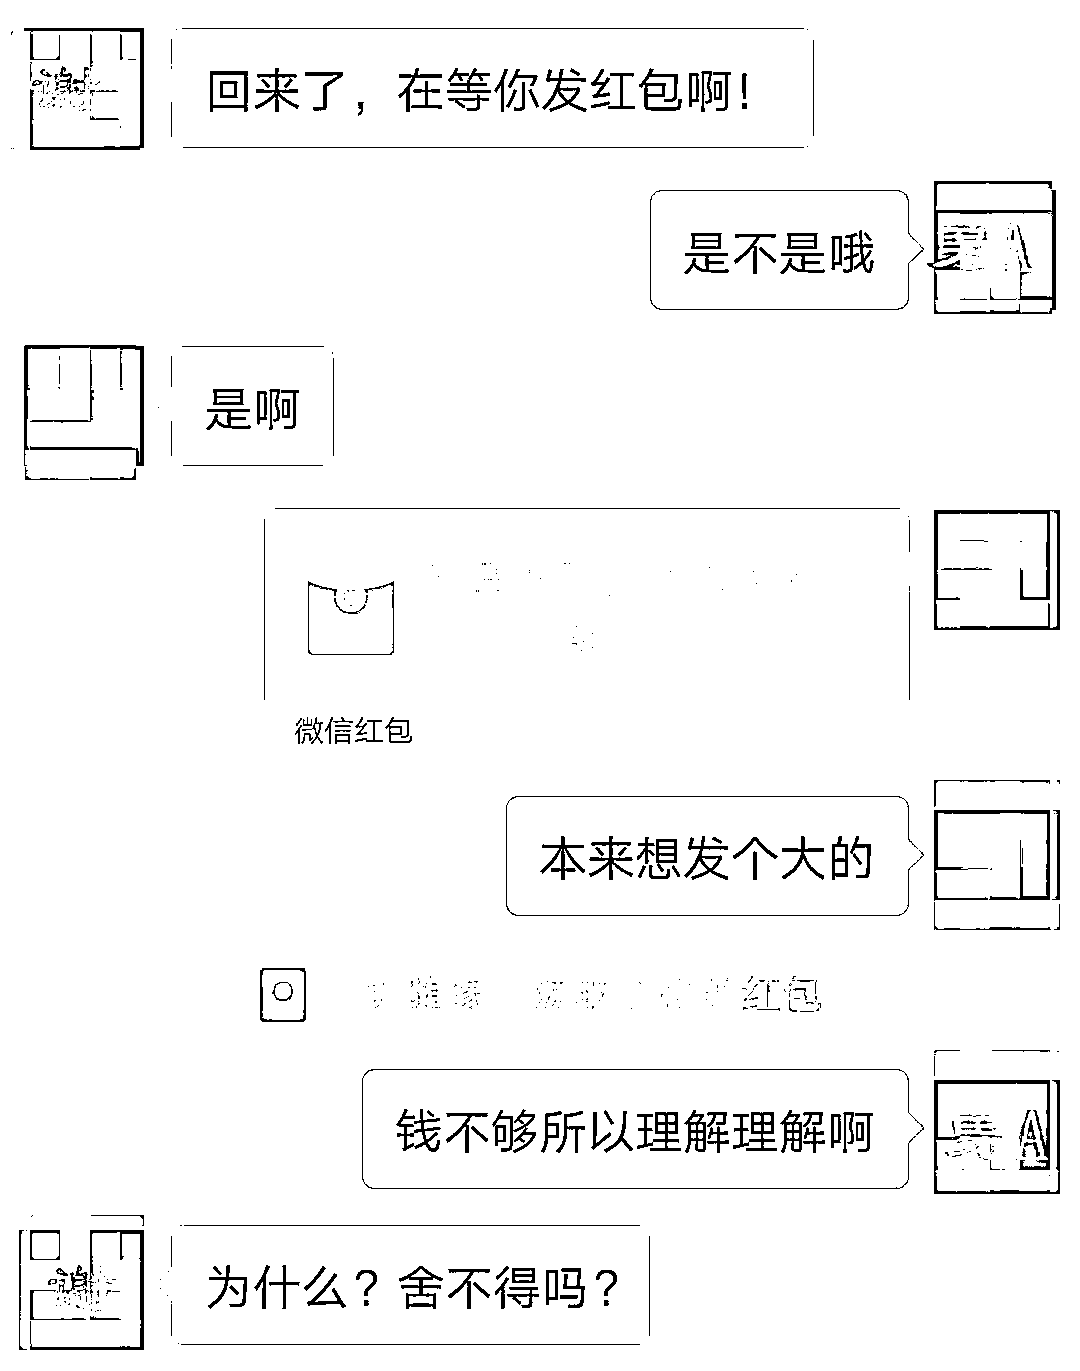 回来了，在等你发红包啊！
是不是哦
是啊
微信红包
本来想发个大的
红包
钱不够所以理解理解啊
为什么？舍不得吗？